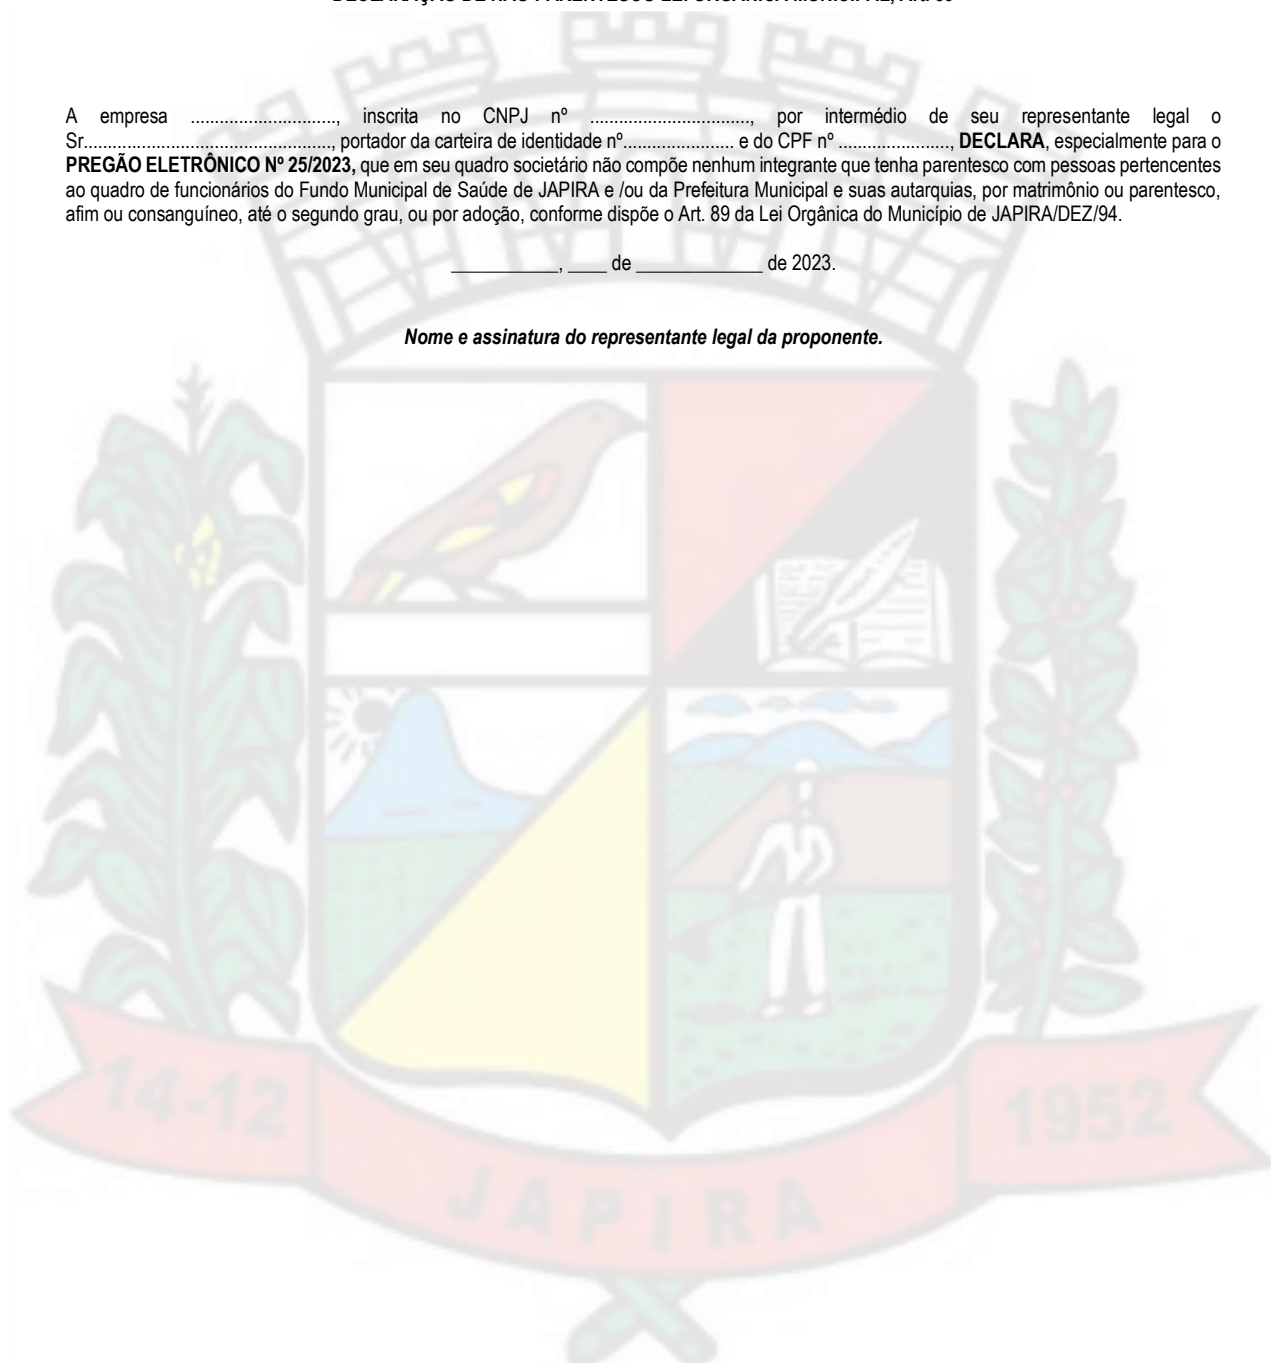 A empresa ..............................., inscrita no CNPJ nº ................................., por intermédio de seu representante legal o
Sr..................................................., portador da carteira de identidade nº....................... e do CPF nº ......................., DECLARA, especialmente para o
PREGÃO ELETRÔNICO Nº 25/2023, que em seu quadro societário não compõe nenhum integrante que tenha parentesco com pessoas pertencentes
ao quadro de funcionários do Fundo Municipal de Saúde de JAPIRA e /ou da Prefeitura Municipal e suas autarquias, por matrimônio ou parentesco,
afim ou consanguíneo, até o segundo grau, ou por adoção, conforme dispõe o Art. 89 da Lei Orgânica do Município de JAPIRA/DEZ/94.
___________, ____ de _____________ de 2023.
Nome e assinatura do representante legal da proponente.
14-12
1952
JAPIRA